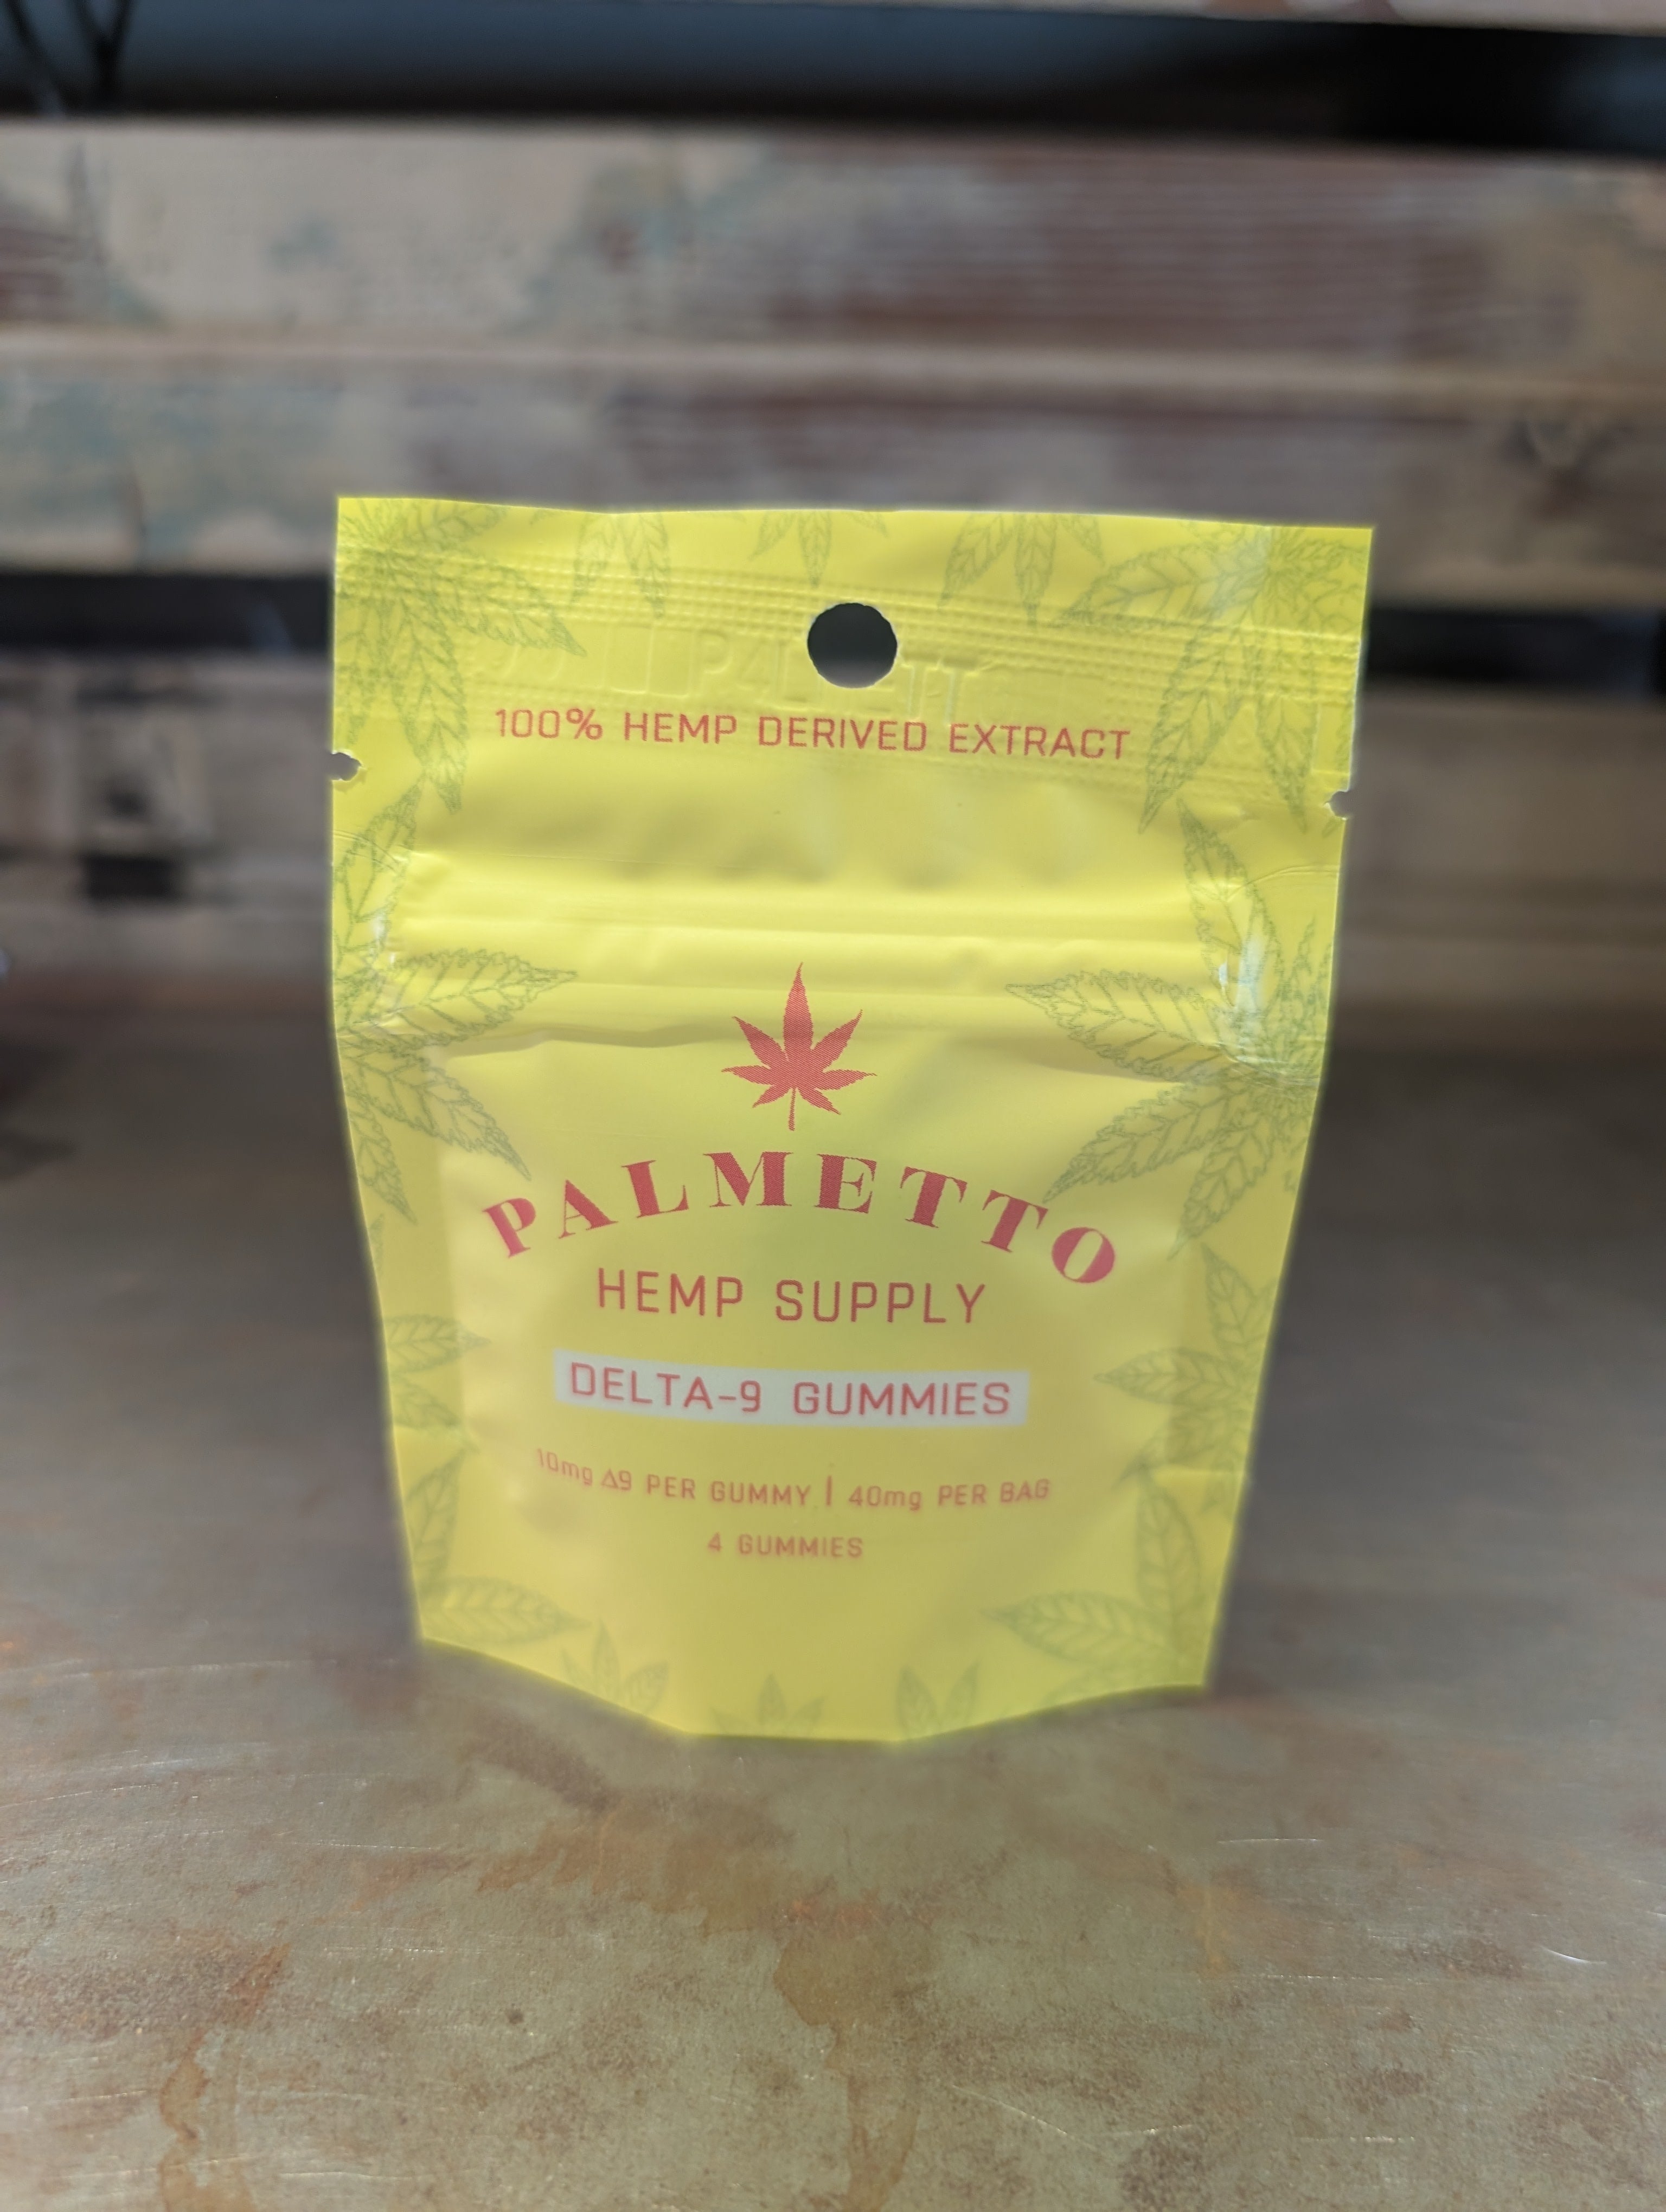 100% HEMP DERIVED EXTRACT
PALMETTO
HEMP SUPPLY
DELTA-9 GUMMIES
10mg Δ9 PER GUMMY | 40mg PER BAG
4 GUMMIES